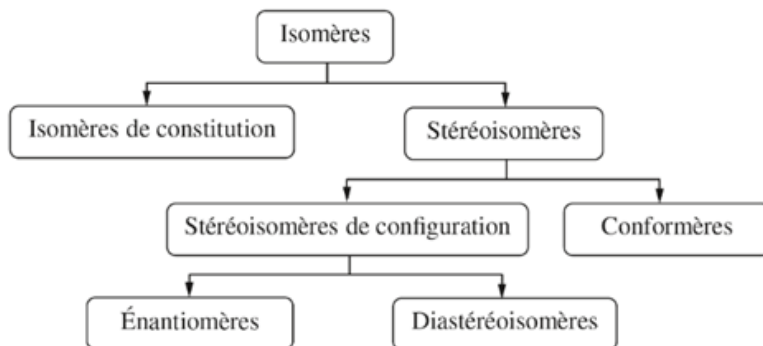 Isomères
Isomères de constitution
Stéréoisomères
Stéréoisomères de configuration
Conformères
Énantiomères
Diastéréoisomères